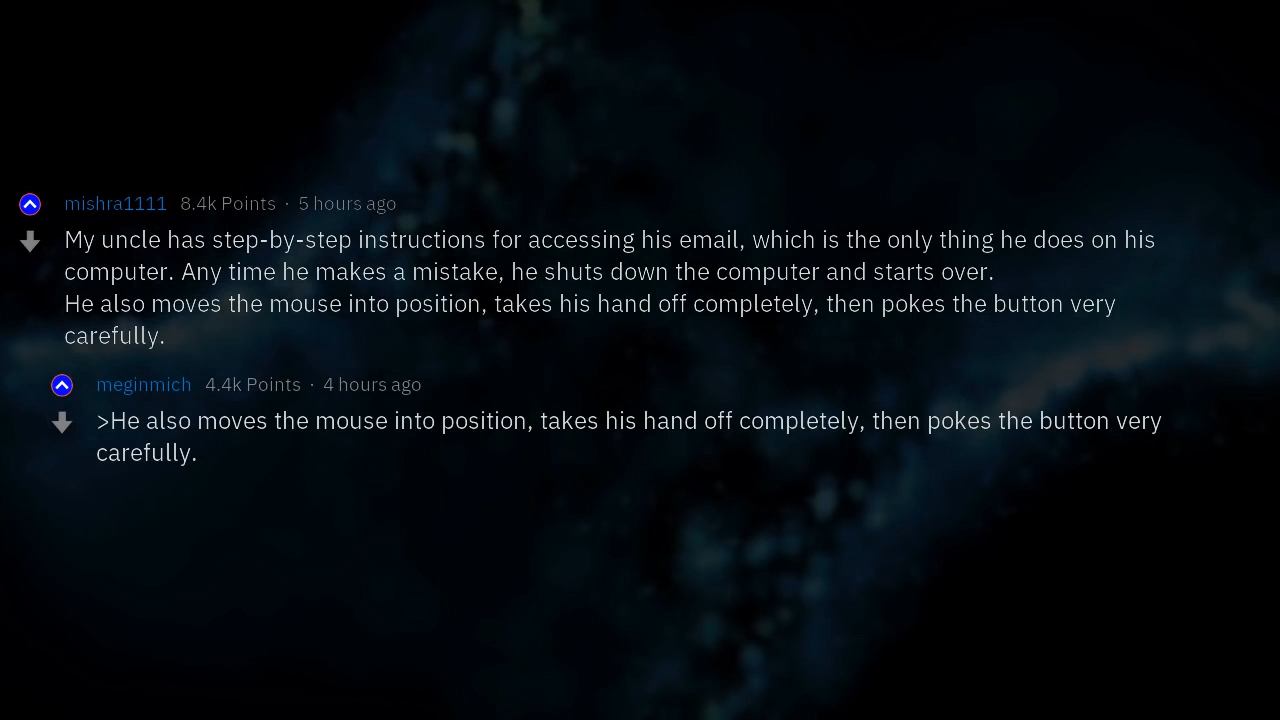 mishra1111 8.4k Points · 5 hours ago
My uncle has step-by-step instructions for accessing his email, which is the only thing he does on his
computer. Any time he makes a mistake, he shuts down the computer and starts over.
He also moves the mouse into position, takes his hand off completely, then pokes the button very
carefully.
meginmich 4.4k Points · 4 hours ago
>He also moves the mouse into position, takes his hand off completely, then pokes the button very
carefully.